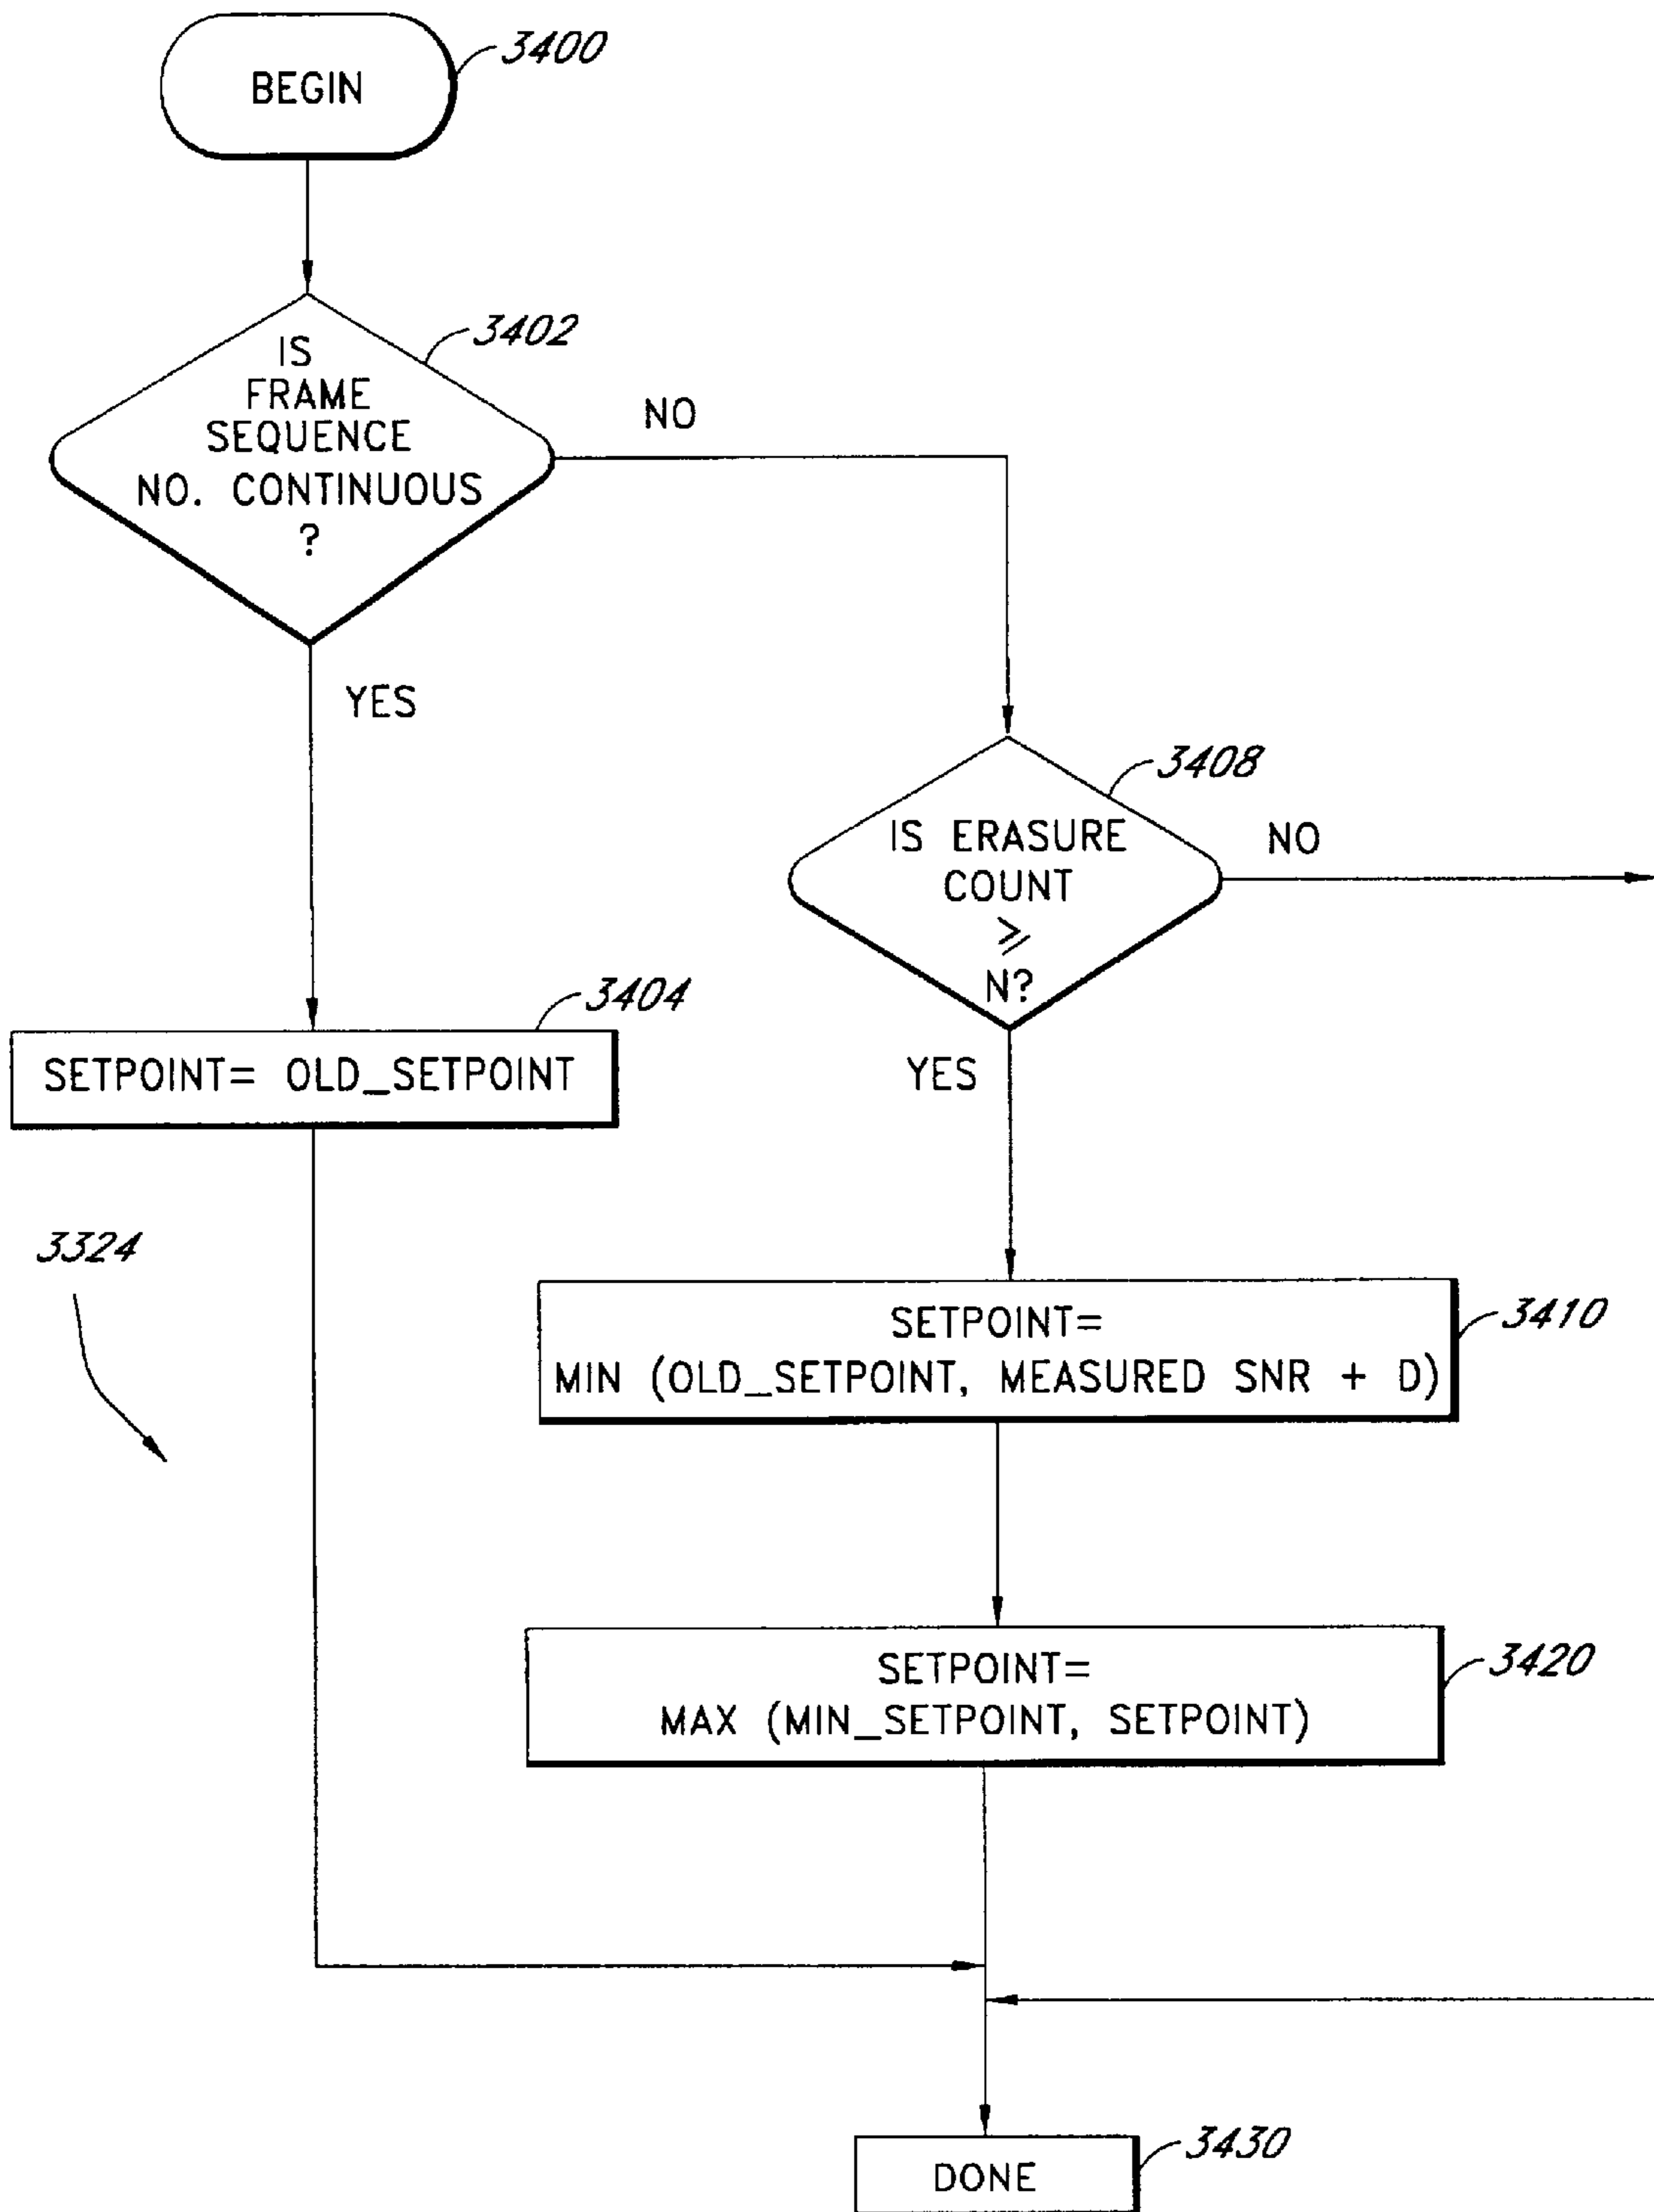 BEGIN
3400
IS
FRAME
SEQUENCE
NO. CONTINUOUS
?
3402
NO
YES
IS ERASURE
COUNT
⩾
N?
3408
NO
YES
SETPOINT= OLD_SETPOINT
3404
3324
SETPOINT=
MIN (OLD_SETPOINT, MEASURED SNR + D)
3410
SETPOINT=
MAX (MIN_SETPOINT, SETPOINT)
3420
DONE
3430